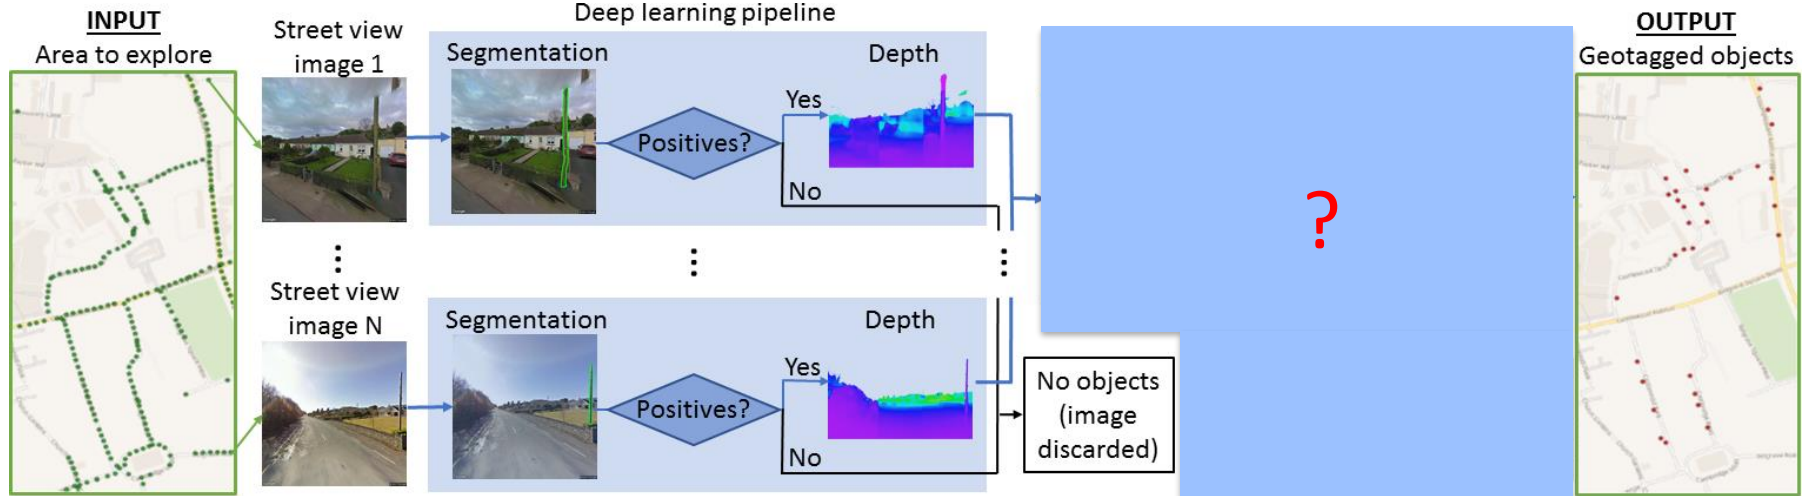 INPUT
Area to explore
Street view
image 1
Deep learning pipeline
Segmentation
Positives?
Yes
No
Depth
Street view
image N
Segmentation
Positives?
Yes
No
Depth
No objects
(image
discarded)
?
OUTPUT
Geotagged objects